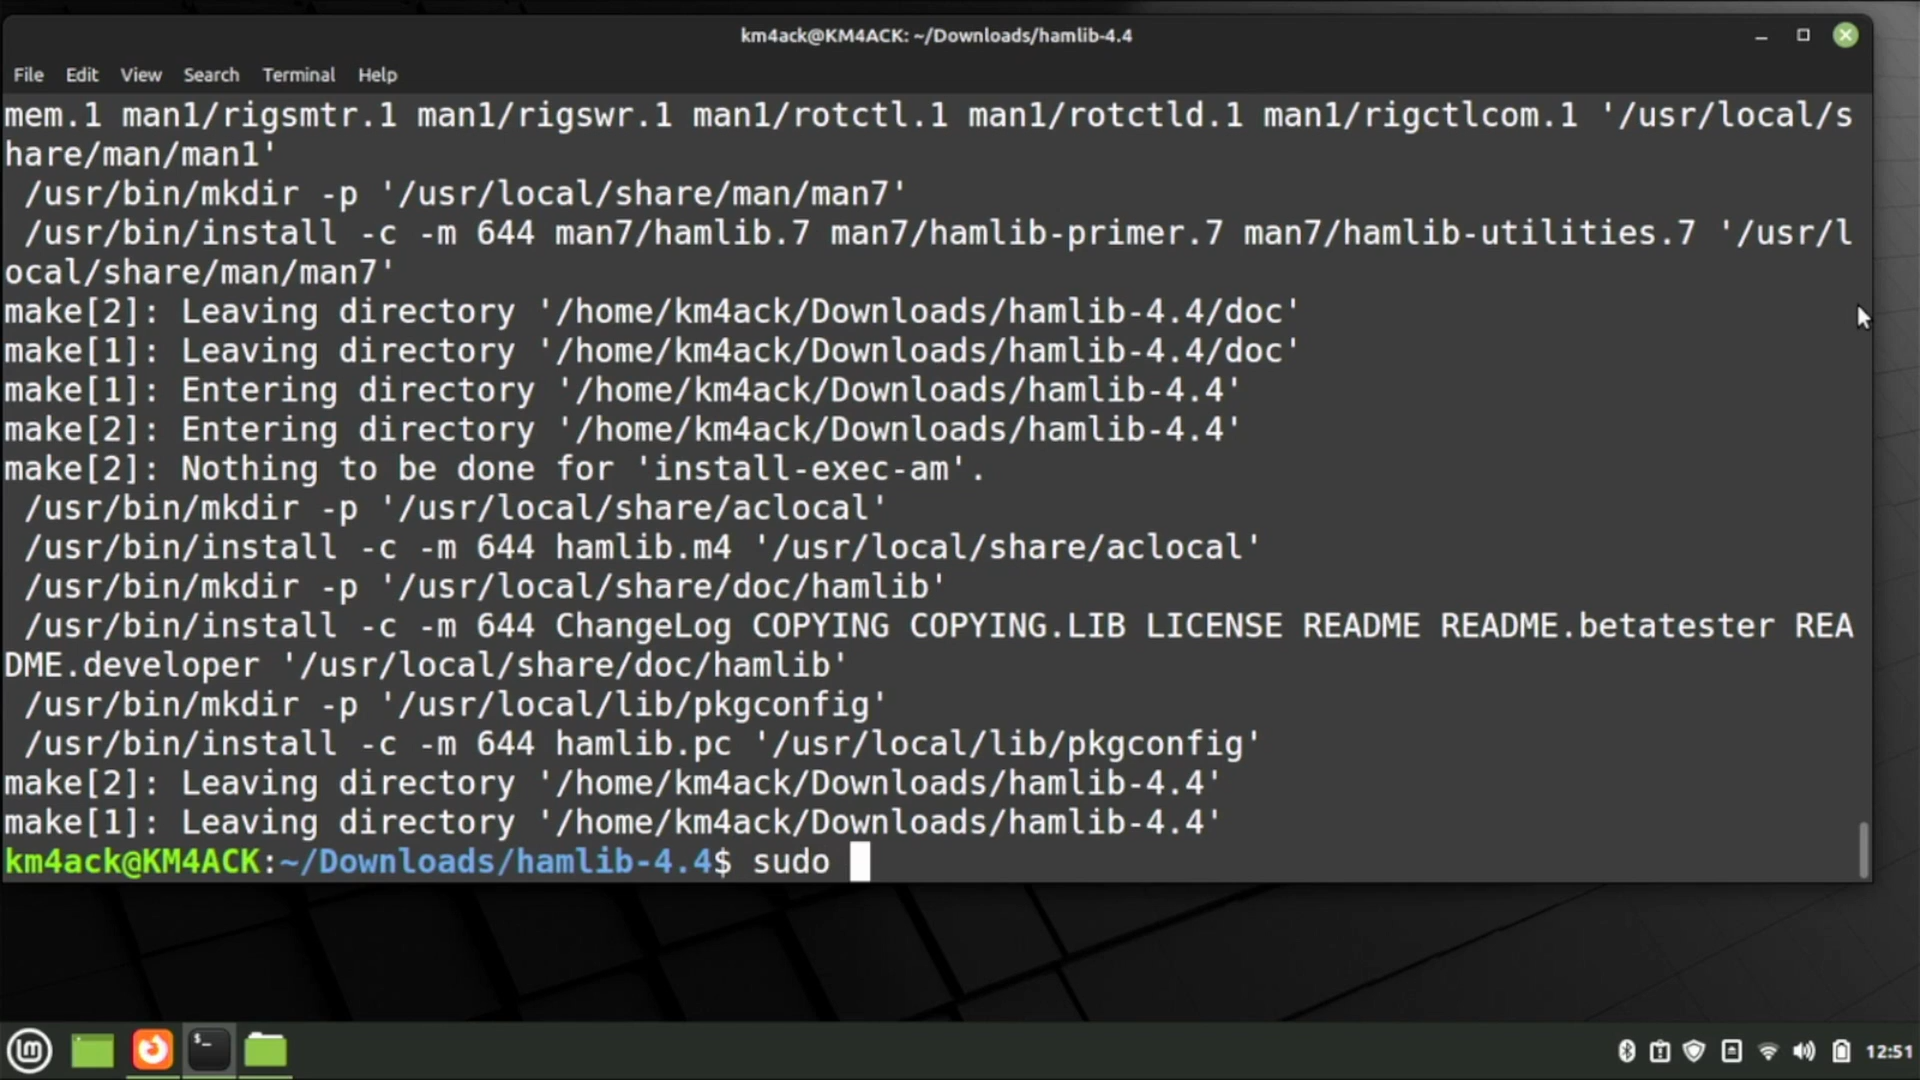 km4ack@KM4ACK: ~/Downloads/hamlib-4.4
File Edit View Search Terminal Help
mem.1 man1/rigsmtr.1 man1/rigswr.1 man1/rotctl.1 man1/rotctld.1 man1/rigctlcom.1 '/usr/local/s
hare/man/man1'
 /usr/bin/mkdir -p '/usr/local/share/man/man7'
 /usr/bin/install -c -m 644 man7/hamlib.7 man7/hamlib-primer.7 man7/hamlib-utilities.7 '/usr/l
ocal/share/man/man7'
make[2]: Leaving directory '/home/km4ack/Downloads/hamlib-4.4/doc'
make[1]: Leaving directory '/home/km4ack/Downloads/hamlib-4.4/doc'
make[1]: Entering directory '/home/km4ack/Downloads/hamlib-4.4'
make[2]: Entering directory '/home/km4ack/Downloads/hamlib-4.4'
make[2]: Nothing to be done for 'install-exec-am'.
 /usr/bin/mkdir -p '/usr/local/share/aclocal'
 /usr/bin/install -c -m 644 hamlib.m4 '/usr/local/share/aclocal'
 /usr/bin/mkdir -p '/usr/local/share/doc/hamlib'
 /usr/bin/install -c -m 644 ChangeLog COPYING COPYING.LIB LICENSE README README.betatester REA
DME.developer '/usr/local/share/doc/hamlib'
 /usr/bin/mkdir -p '/usr/local/lib/pkgconfig'
 /usr/bin/install -c -m 644 hamlib.pc '/usr/local/lib/pkgconfig'
make[2]: Leaving directory '/home/km4ack/Downloads/hamlib-4.4'
make[1]: Leaving directory '/home/km4ack/Downloads/hamlib-4.4'
km4ack@KM4ACK:~/Downloads/hamlib-4.4$ sudo
12:51